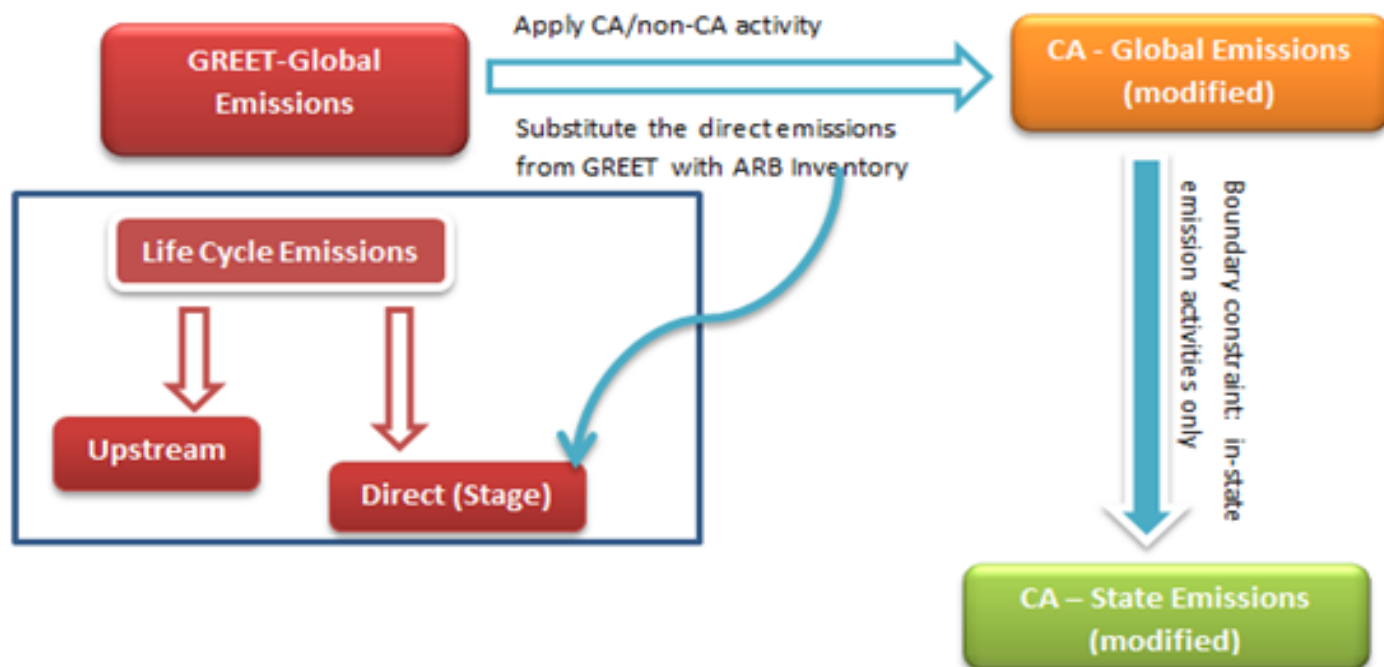 GREET-Global
Emissions
Apply CA/non-CA activity
Substitute the direct emissions
from GREET with ARB Inventory
CA - Global Emissions
(modified)
Life Cycle Emissions
Upstream
Direct (Stage)
Boundary constraint: in-state
emission activities only
CA – State Emissions
(modified)